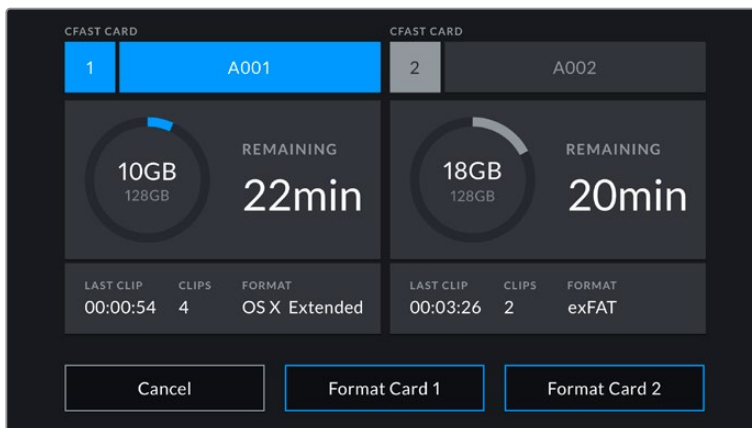 CFAST CARD
1 A001
10GB
128GB
REMAINING
22min
LAST CLIP CLIPS FORMAT
00:00:54 4 OS X Extended
CFAST CARD
2 A002
18GB
128GB
REMAINING
20min
LAST CLIP CLIPS FORMAT
00:03:26 2 exFAT
Cancel Format Card 1 Format Card 2